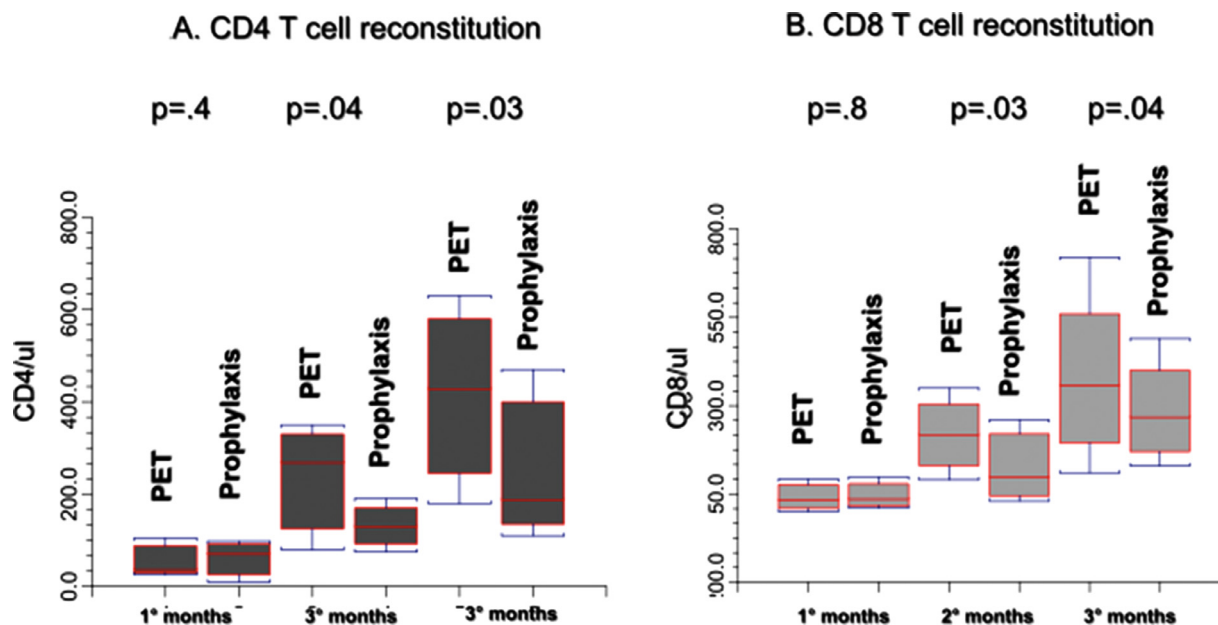 A. CD4 T cell reconstitution
p=.4 p=.04 p=.03
CD4/ul
800.0
600.0
400.0
200.0
0.0
PET
Prophylaxis
PET
Prophylaxis
PET
Prophylaxis
1° months 5° months 3° months
B. CD8 T cell reconstitution
p=.8 p=.03 p=.04
CD8/ul
800.0
550.0
300.0
50.0
PET
Prophylaxis
PET
Prophylaxis
PET
Prophylaxis
1° months 2° months 3° months